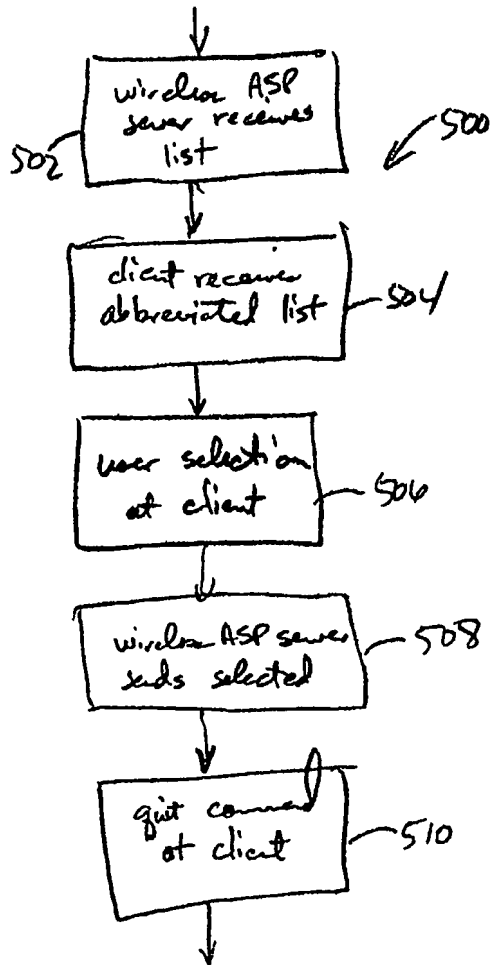 wireless ASP
server receives
list
502
500
client receives
abbreviated list
504
user selection
at client
506
wireless ASP server
sends selected
508
quit command
at client
510